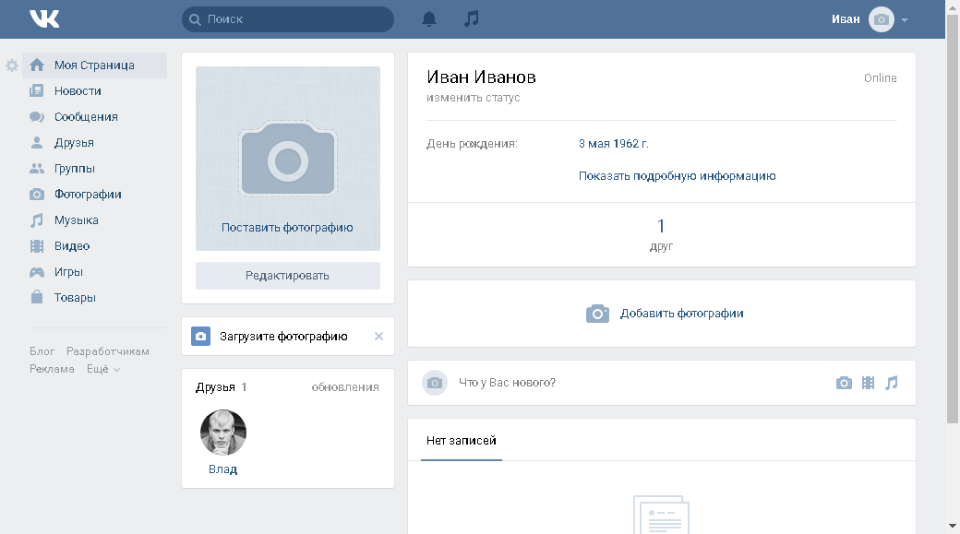 Поиск
Иван
Моя Страница
Новости
Сообщения
Друзья
Группы
Фотографии
Музыка
Видео
Игры
Товары
Блог Разработчикам
Реклама Ещё
Поставить фотографию
Редактировать
Загрузите фотографию
Друзья 1 обновления
Влад
Иван Иванов Online
изменить статус
День рождения: 3 мая 1962 г.
Показать подробную информацию
1
друг
Добавить фотографии
Что у Вас нового?
Нет записей